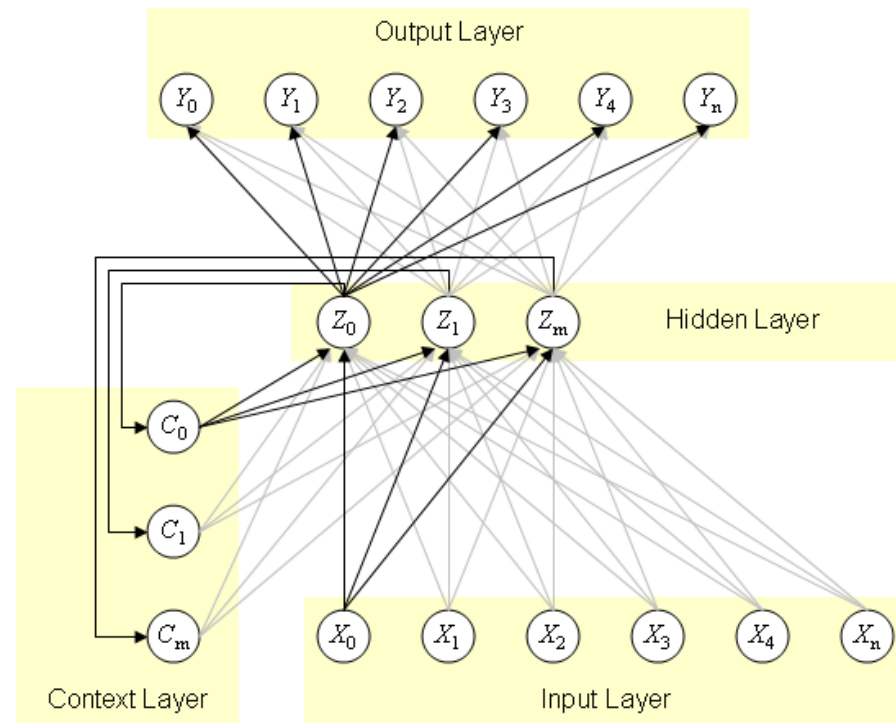 Output Layer
Y0 Y1 Y2 Y3 Y4 Yn
Z0 Z1 Zm Hidden Layer
C0
C1
Cm X0 X1 X2 X3 X4 Xn
Context Layer Input Layer